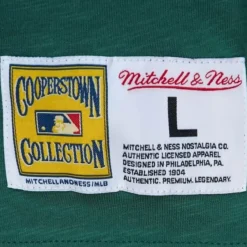 COOPERSTOWN
COLLECTION
MITCHELLANDNESS/MLB
Mitchell & Ness
L
MITCHELL & NESS NOSTALGIA CO.
AUTHENTIC LICENSED APPAREL
DESIGNED IN PHILADELPHIA, PA
ESTABLISHED 1904
AUTHENTIC. PREMIUM. LEGENDARY.